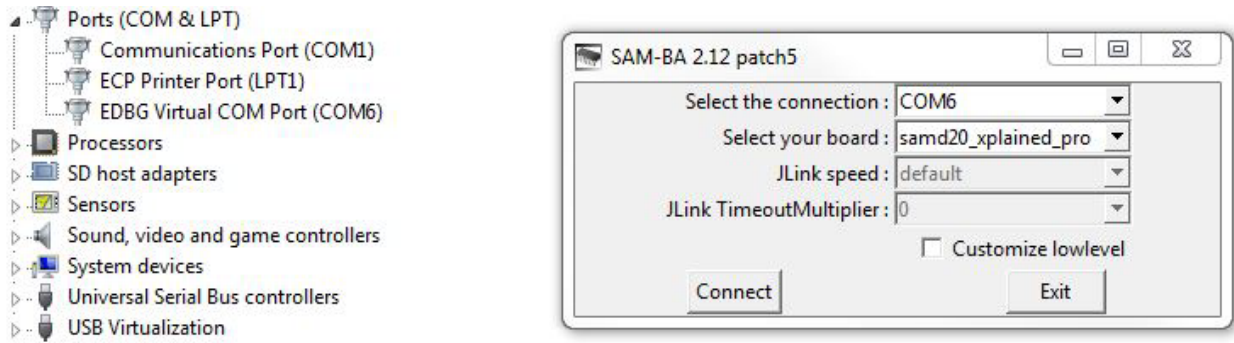 Ports (COM & LPT)
Communications Port (COM1)
ECP Printer Port (LPT1)
EDBG Virtual COM Port (COM6)
Processors
SD host adapters
Sensors
Sound, video and game controllers
System devices
Universal Serial Bus controllers
USB Virtualization
SAM-BA 2.12 patch5
Select the connection : COM6
Select your board : samd20_xplained_pro
JLink speed : default
JLink TimeoutMultiplier : 0
Customize lowlevel
Connect Exit